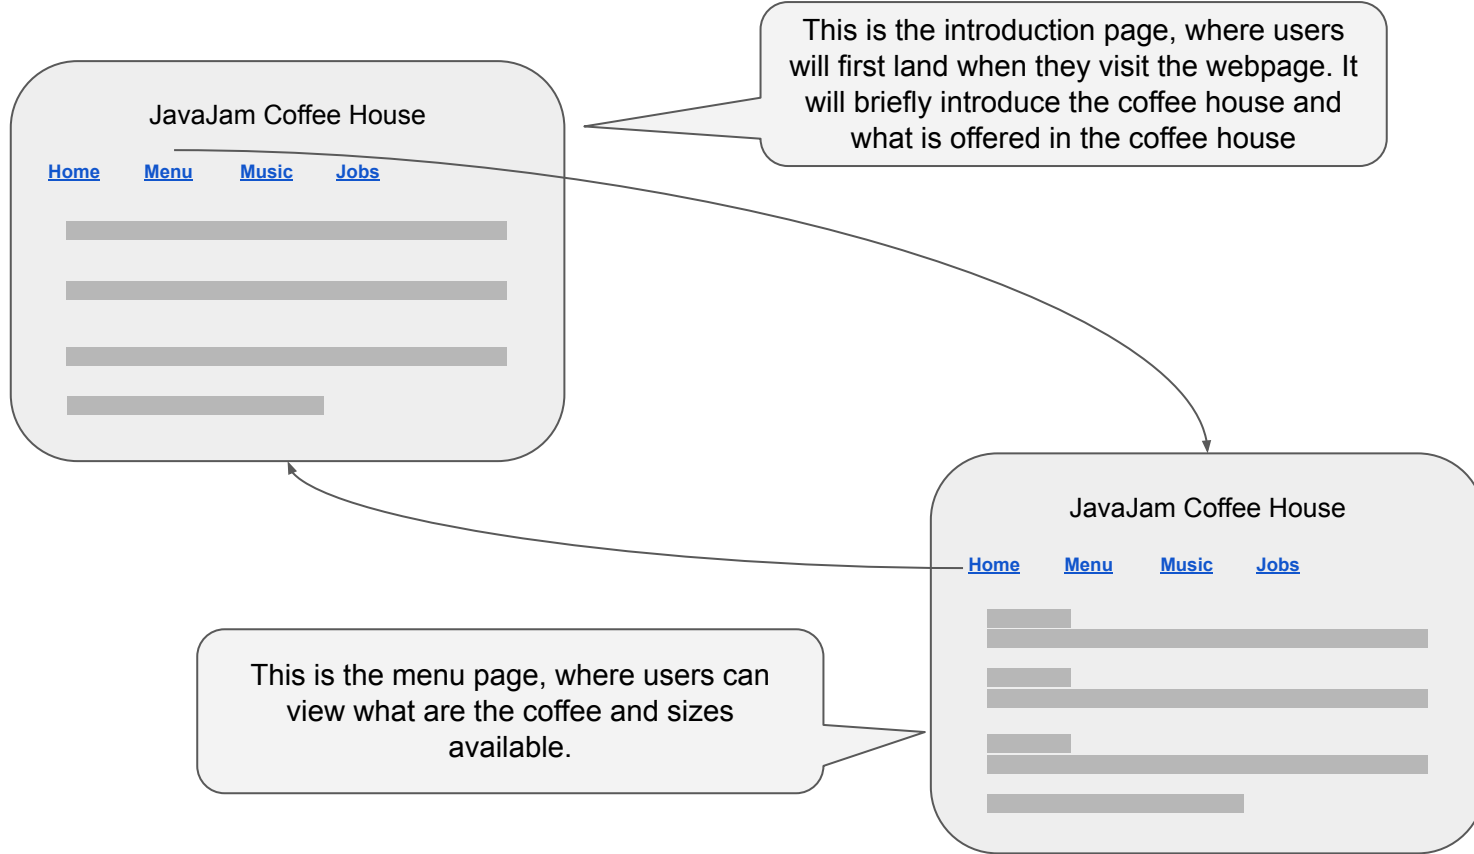 This is the introduction page, where users
will first land when they visit the webpage. It
will briefly introduce the coffee house and
what is offered in the coffee house
JavaJam Coffee House
Home Menu Music Jobs
JavaJam Coffee House
Home Menu Music Jobs
This is the menu page, where users can
view what are the coffee and sizes
available.